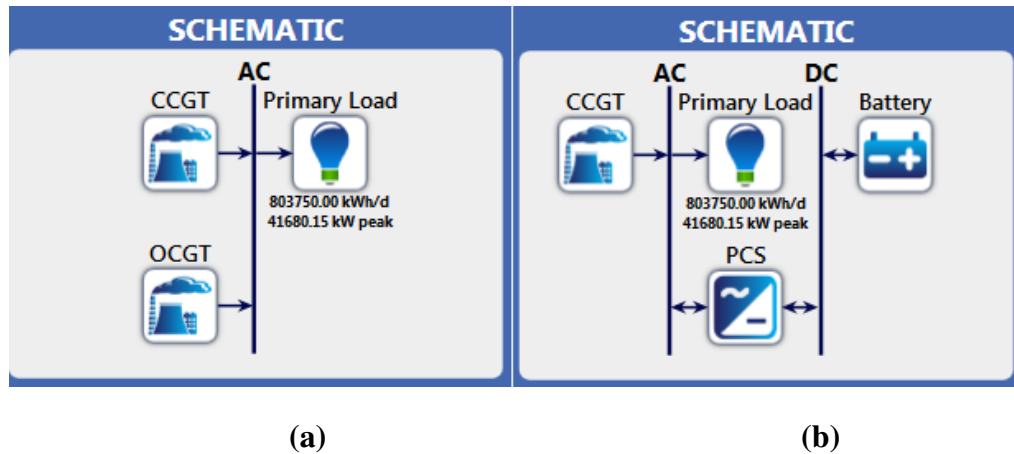 SCHEMATIC
AC
CCGT
Primary Load
803750.00 kWh/d
41680.15 kW peak
OCGT
SCHEMATIC
AC
DC
CCGT
Primary Load
Battery
803750.00 kWh/d
41680.15 kW peak
PCS
(a)
(b)